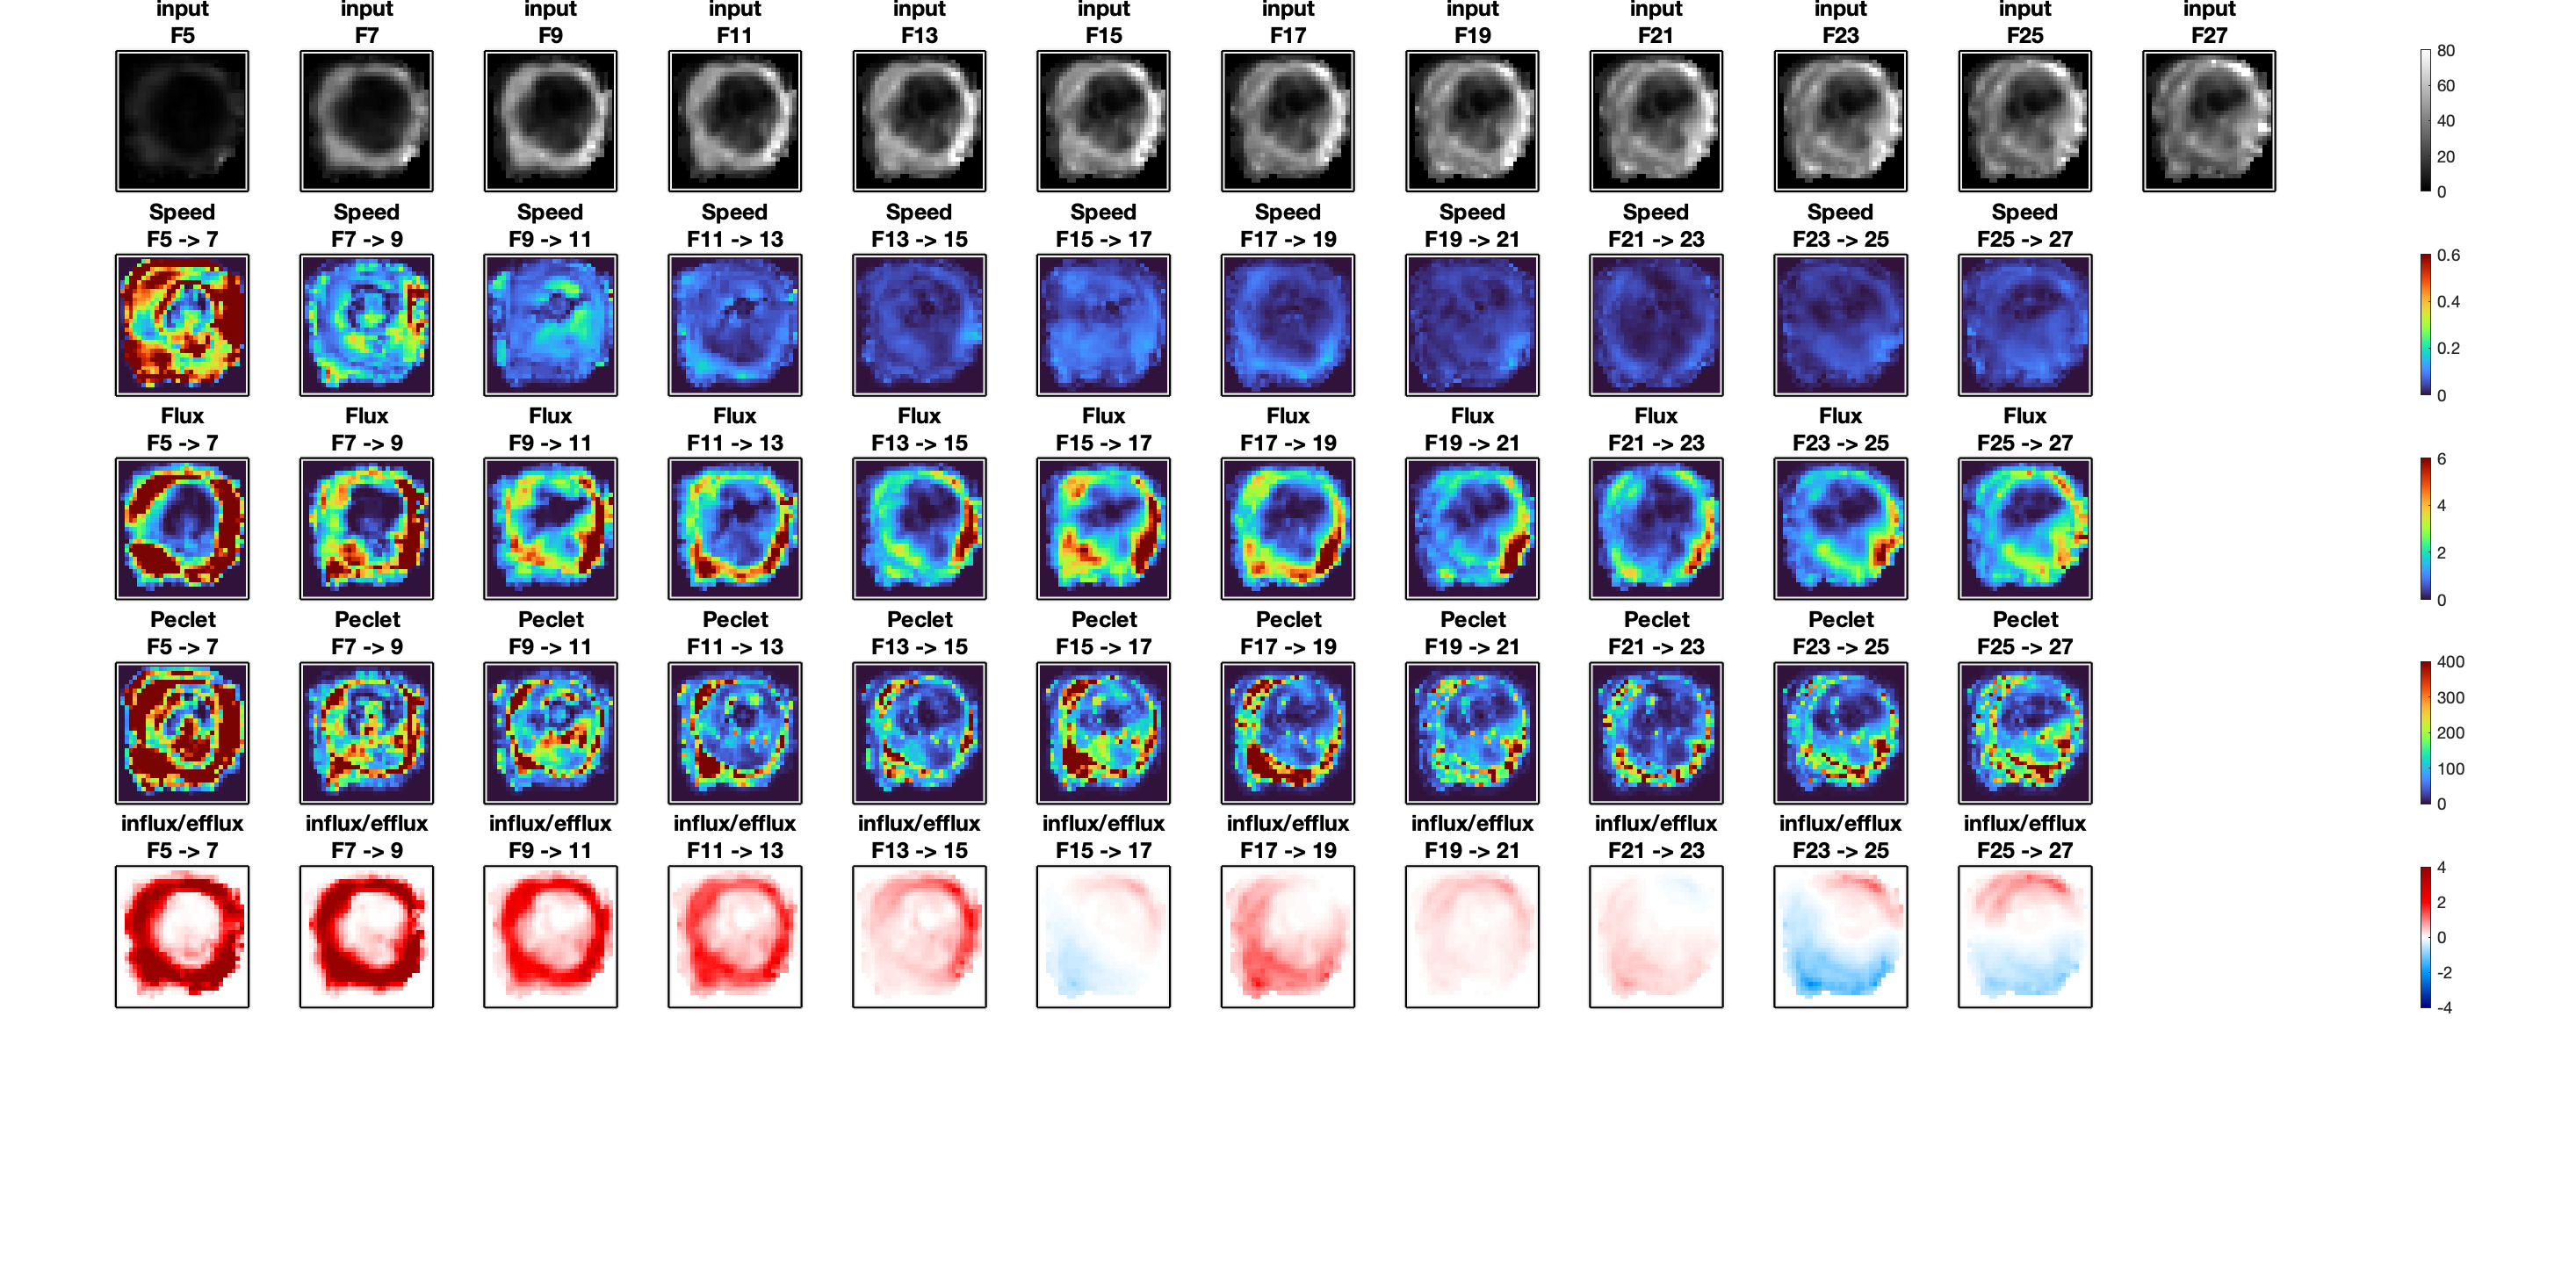 input input input input input input input input input input input input
F5 F7 F9 F11 F13 F15 F17 F19 F21 F23 F25 F27
80
60
40
20
0
Speed Speed Speed Speed Speed Speed Speed Speed Speed Speed Speed
F5 -> 7 F7 -> 9 F9 -> 11 F11 -> 13 F13 -> 15 F15 -> 17 F17 -> 19 F19 -> 21 F21 -> 23 F23 -> 25 F25 -> 27
0.6
0.4
0.2
0
Flux Flux Flux Flux Flux Flux Flux Flux Flux Flux Flux
F5 -> 7 F7 -> 9 F9 -> 11 F11 -> 13 F13 -> 15 F15 -> 17 F17 -> 19 F19 -> 21 F21 -> 23 F23 -> 25 F25 -> 27
6
4
2
0
Peclet Peclet Peclet Peclet Peclet Peclet Peclet Peclet Peclet Peclet Peclet
F5 -> 7 F7 -> 9 F9 -> 11 F11 -> 13 F13 -> 15 F15 -> 17 F17 -> 19 F19 -> 21 F21 -> 23 F23 -> 25 F25 -> 27
400
300
200
100
0
influx/efflux influx/efflux influx/efflux influx/efflux influx/efflux influx/efflux influx/efflux influx/efflux influx/efflux influx/efflux influx/efflux
F5 -> 7 F7 -> 9 F9 -> 11 F11 -> 13 F13 -> 15 F15 -> 17 F17 -> 19 F19 -> 21 F21 -> 23 F23 -> 25 F25 -> 27
4
2
0
-2
-4